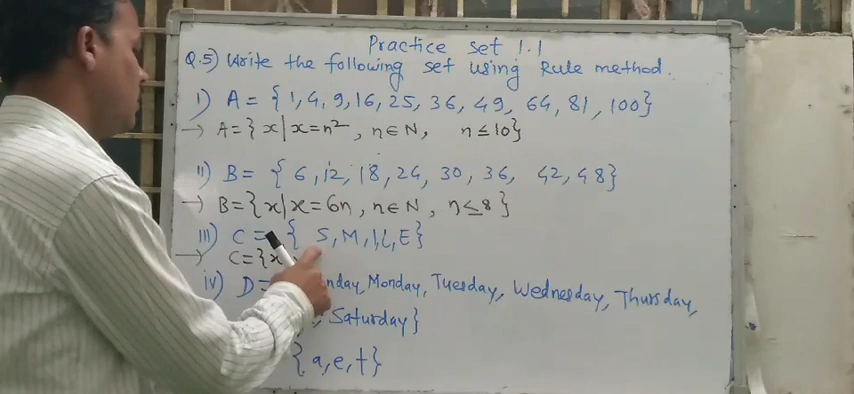 Practice set 1.1
Q.5) Write the following set using Rule method.
i) A = { 1, 4, 9, 16, 25, 36, 49, 64, 81, 100}
→ A = { x | x = n², n ∈ N, n ≤ 10}
ii) B = { 6, 12, 18, 24, 30, 36, 42, 48}
→ B = { x | x = 6n, n ∈ N, n ≤ 8}
iii) C = { S, M, I, L, E}
→ C = { x
iv) D = Monday, Tuesday, Wednesday, Thursday,
, Saturday}
{ a, e, t}